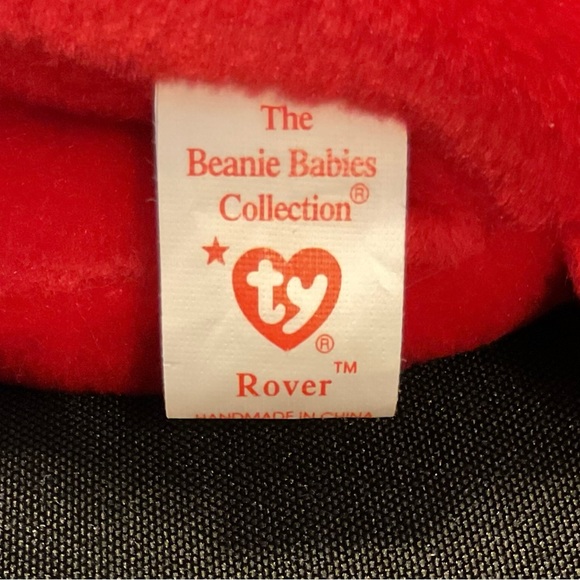 The
Beanie Babies
Collection®
ty®
Rover™
HANDMADE IN CHINA